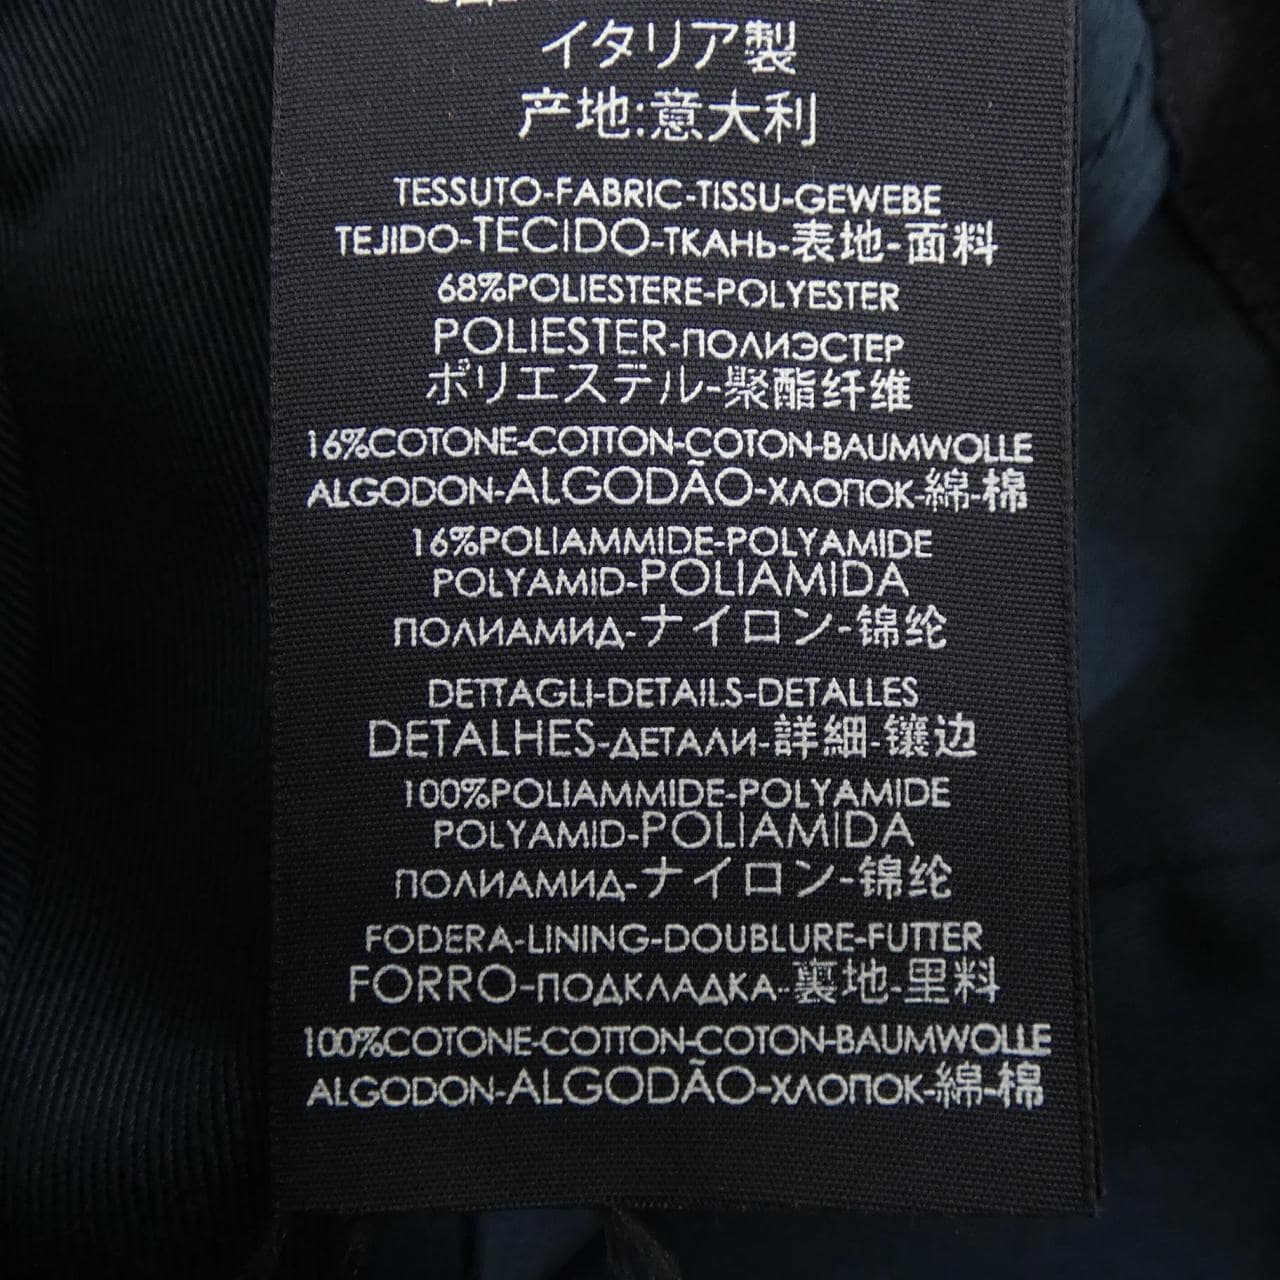 イタリア製
产地:意大利
TESSUTO-FABRIC-TISSU-GEWEBE
TEJIDO-TECIDO-ТКАНЬ-表地-面料
68%POLIESTERE-POLYESTER
POLIESTER-ПОЛИЭСТЕР
ポリエステル-聚酯纤维
16%COTONE-COTTON-COTON-BAUMWOLLE
ALGODON-ALGODÃO-ХЛОПОК-綿-棉
16%POLIAMMIDE-POLYAMIDE
POLYAMID-POLIAMIDA
ПОЛИАМИД-ナイロン-锦纶
DETTAGLI-DETAILS-DETALLES
DETALHES-ДЕТАЛИ-詳細-镶边
100%POLIAMMIDE-POLYAMIDE
POLYAMID-POLIAMIDA
ПОЛИАМИД-ナイロン-锦纶
FODERA-LINING-DOUBLURE-FUTTER
FORRO-ПОДКЛАДКА-裏地-里料
100%COTONE-COTTON-COTON-BAUMWOLLE
ALGODON-ALGODÃO-ХЛОПОК-綿-棉